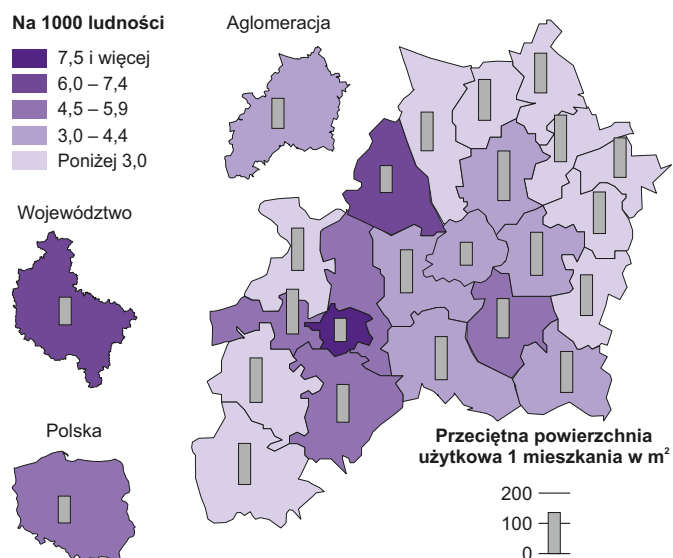 Na 1000 ludności
7,5 i więcej
6,0 – 7,4
4,5 – 5,9
3,0 – 4,4
Poniżej 3,0
Aglomeracja
Województwo
Polska
Przeciętna powierzchnia
użytkowa 1 mieszkania w m²
200
100
0